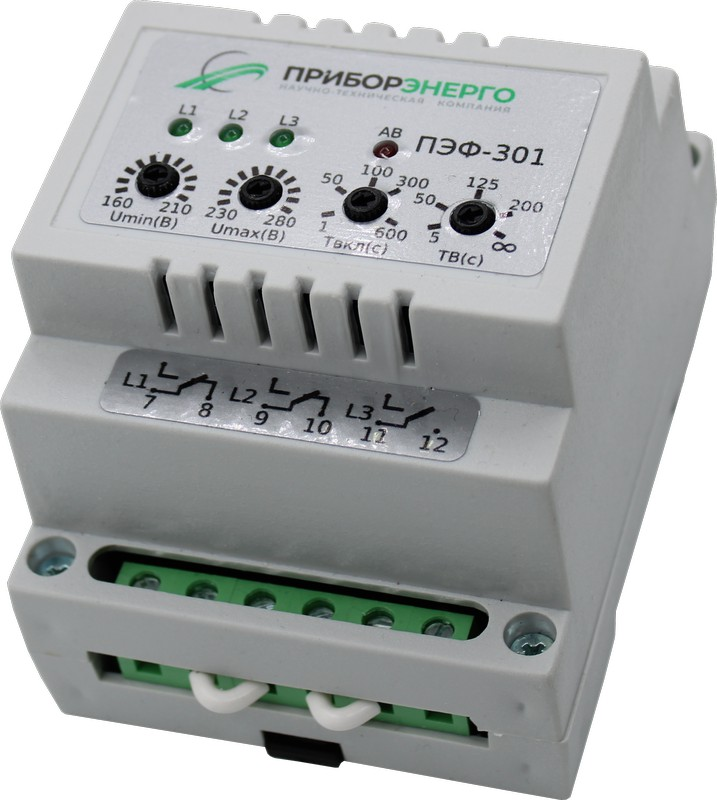 ПРИБОРЭНЕРГО
НАУЧНО-ТЕХНИЧЕСКАЯ КОМПАНИЯ
L1 L2 L3 АВ ПЭФ-301
160 210
Umin(В)
230 280
Umax(В)
1 50 100 300 600
Твкл(с)
5 50 125 200 ∞
ТВ(с)
L1 7 8 L2 9 10 L3 11 12